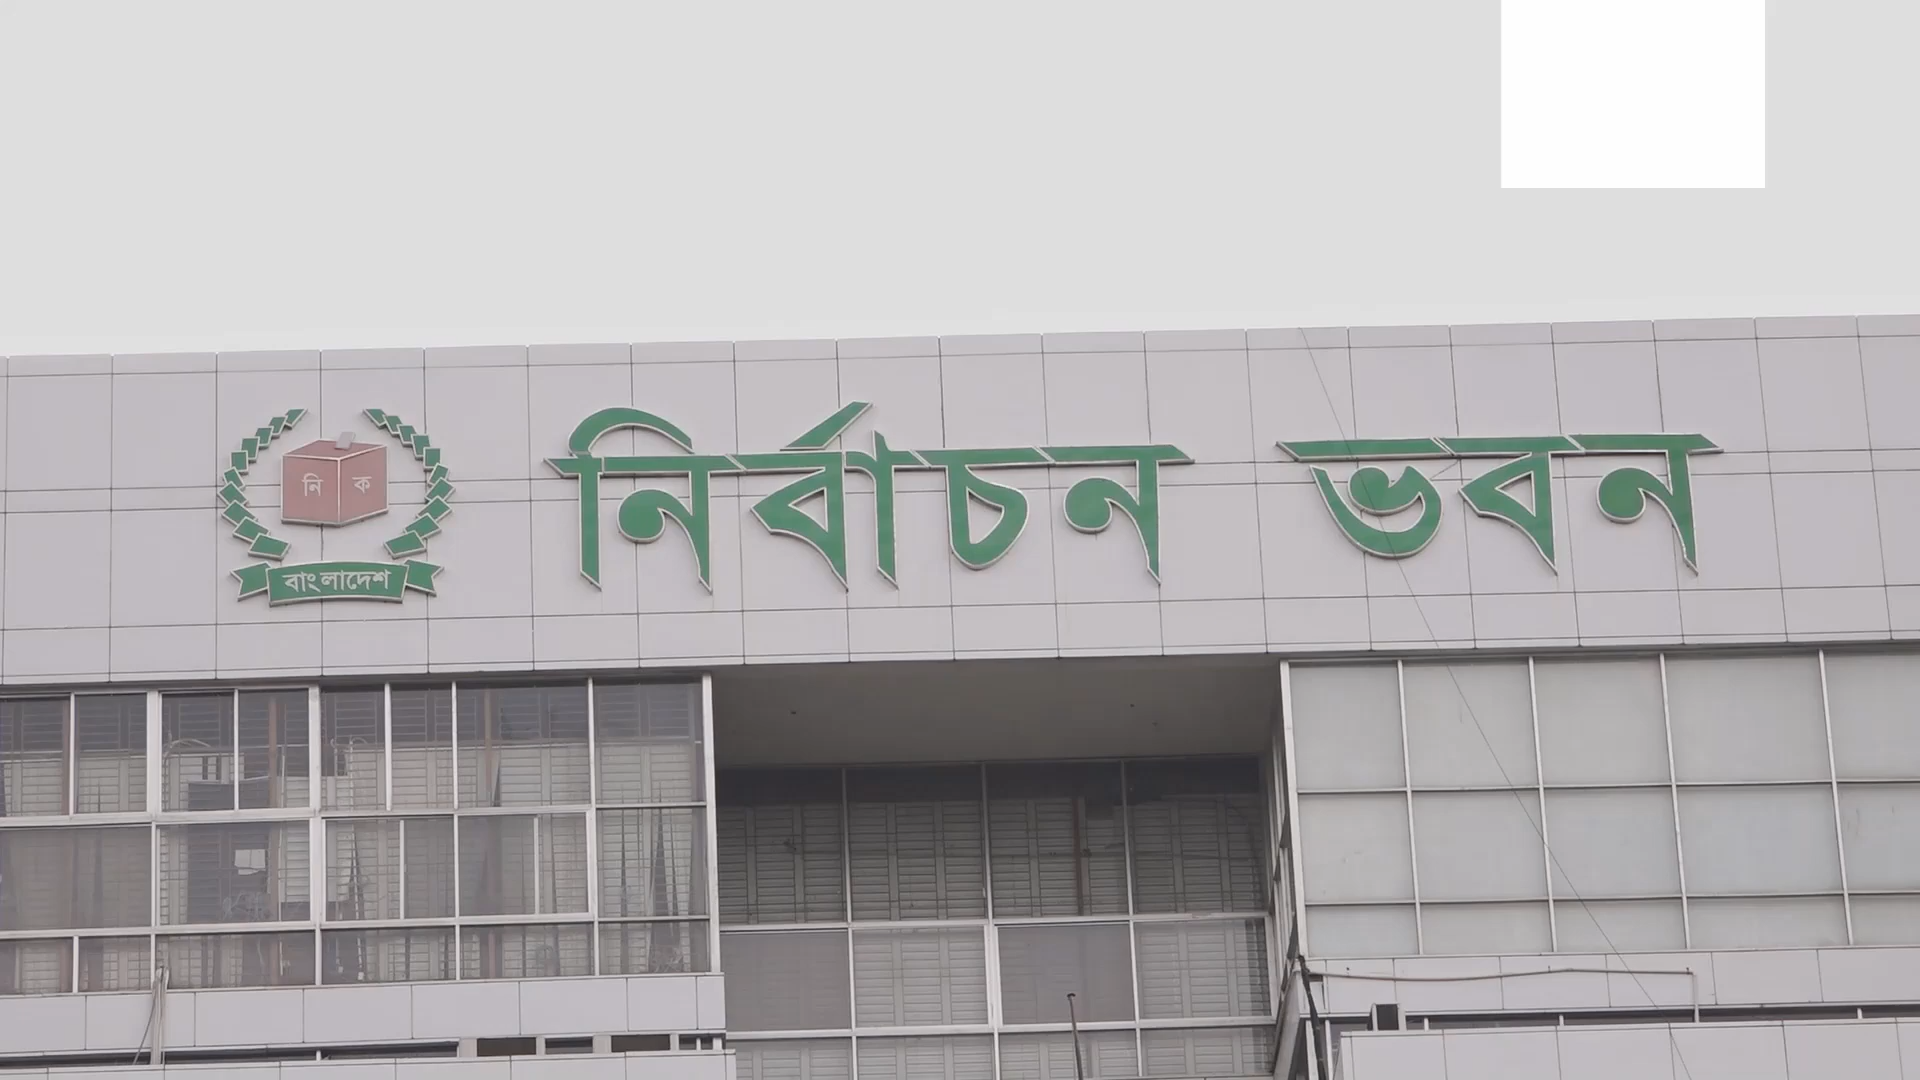 নি ক
বাংলাদেশ
নির্বাচন ভবন